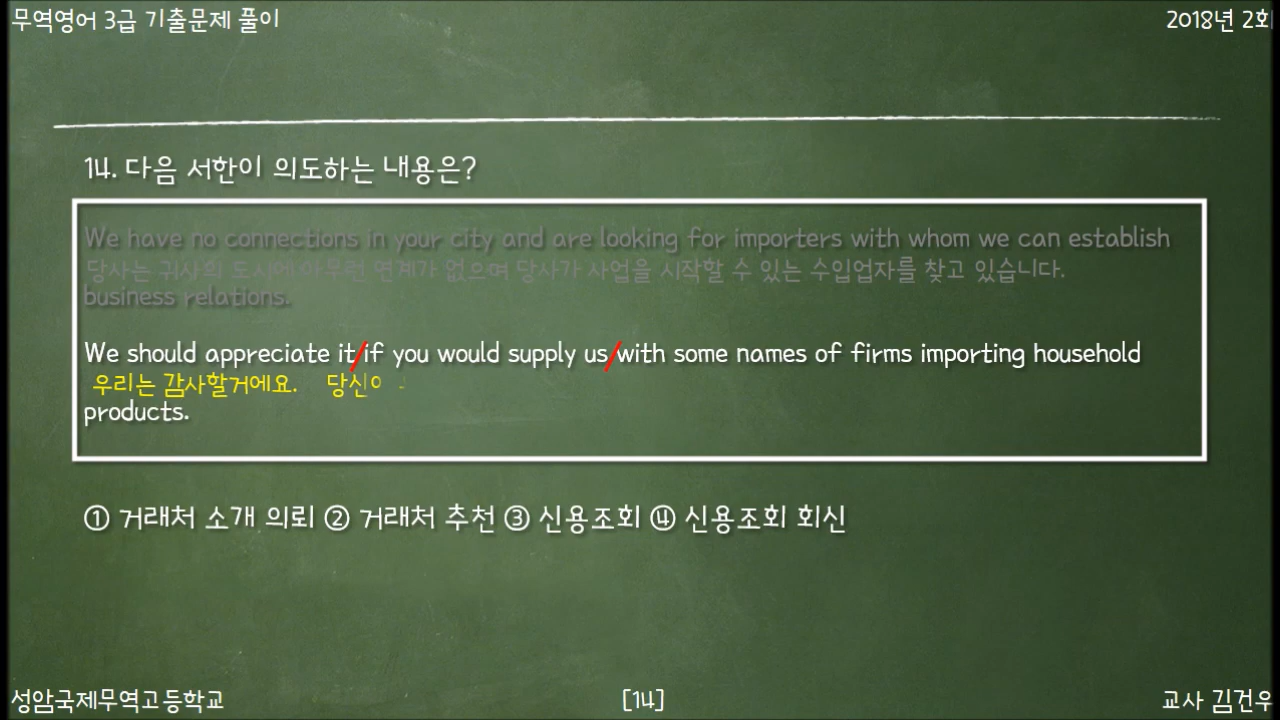 무역영어 3급 기출문제 풀이
2018년 2회
14. 다음 서한이 의도하는 내용은?
We have no connections in your city and are looking for importers with whom we can establish
당사는 귀사의 도시에 아무런 연계가 없으며 당사가 사업을 시작할 수 있는 수입업자를 찾고 있습니다.
business relations.
We should appreciate it/if you would supply us/with some names of firms importing household
우리는 감사할거에요. 당신이
products.
① 거래처 소개 의뢰 ② 거래처 추천 ③ 신용조회 ④ 신용조회 회신
성암국제무역고등학교
[14]
교사 김건우